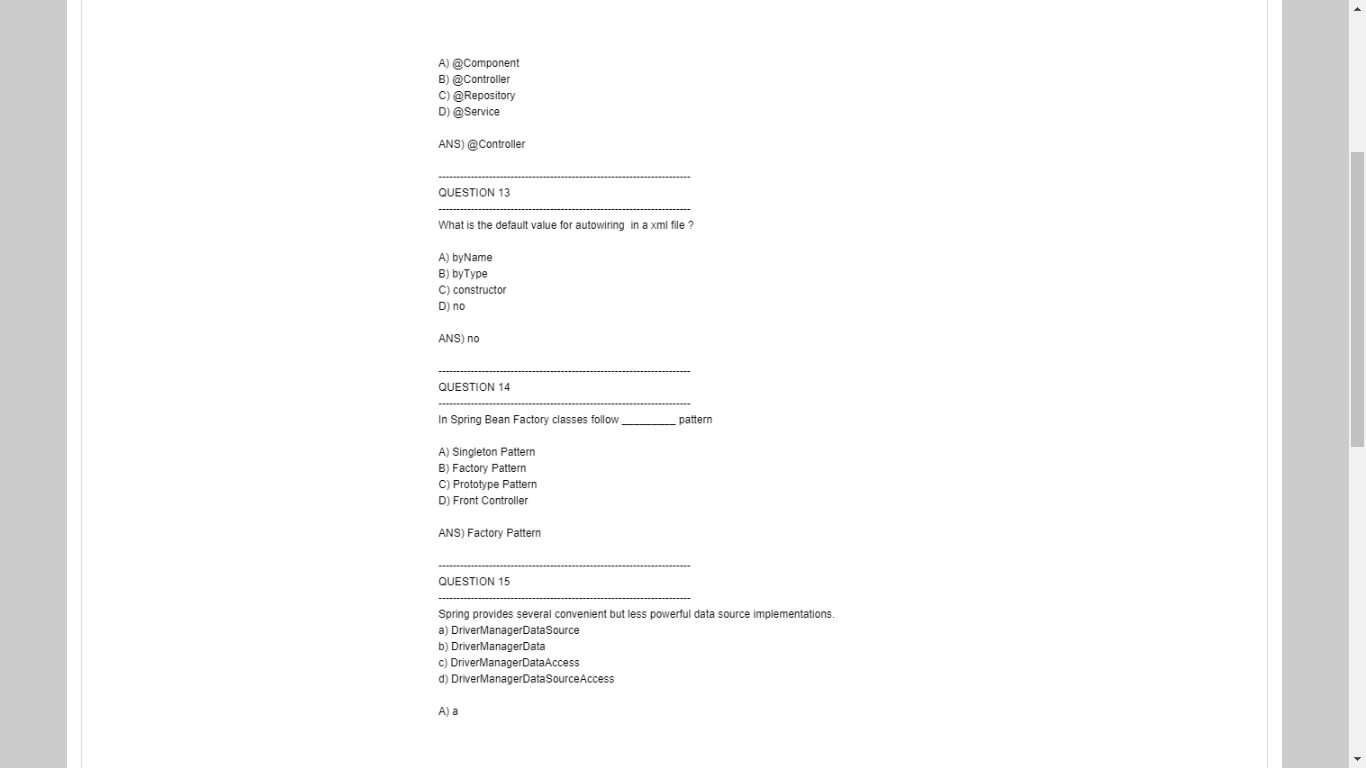 A) @Component
B) @Controller
C) @Repository
D) @Service
ANS) @Controller
----------------------------------------------------------------------
QUESTION 13
----------------------------------------------------------------------
What is the default value for autowiring  in a xml file ?
A) byName
B) byType
C) constructor
D) no
ANS) no
----------------------------------------------------------------------
QUESTION 14
----------------------------------------------------------------------
In Spring Bean Factory classes follow _________ pattern
A) Singleton Pattern
B) Factory Pattern
C) Prototype Pattern
D) Front Controller
ANS) Factory Pattern
----------------------------------------------------------------------
QUESTION 15
----------------------------------------------------------------------
Spring provides several convenient but less powerful data source implementations.
a) DriverManagerDataSource
b) DriverManagerData
c) DriverManagerDataAccess
d) DriverManagerDataSourceAccess
A) a